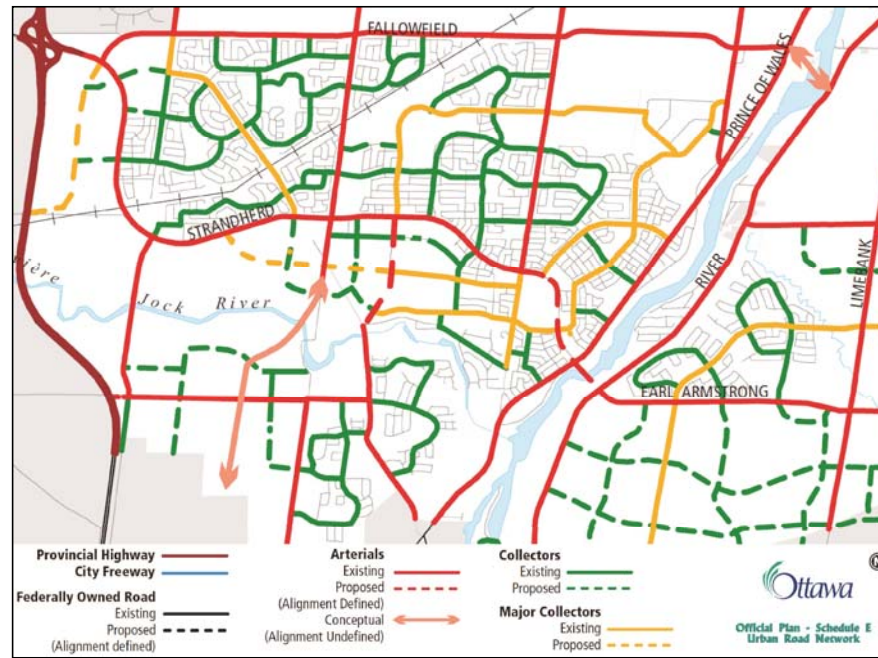 FALLOWFIELD
PRINCE OF WALES
STRANDHERD
ière
Jock River
RIVER
LIMEBANK
EARL ARMSTRONG
Provincial Highway
City Freeway
Federally Owned Road
Existing
Proposed
(Alignment defined)
Arterials
Existing
Proposed
(Alignment Defined)
Conceptual
(Alignment Undefined)
Collectors
Existing
Proposed
Major Collectors
Existing
Proposed
Ottawa
Official Plan - Schedule E
Urban Road Network